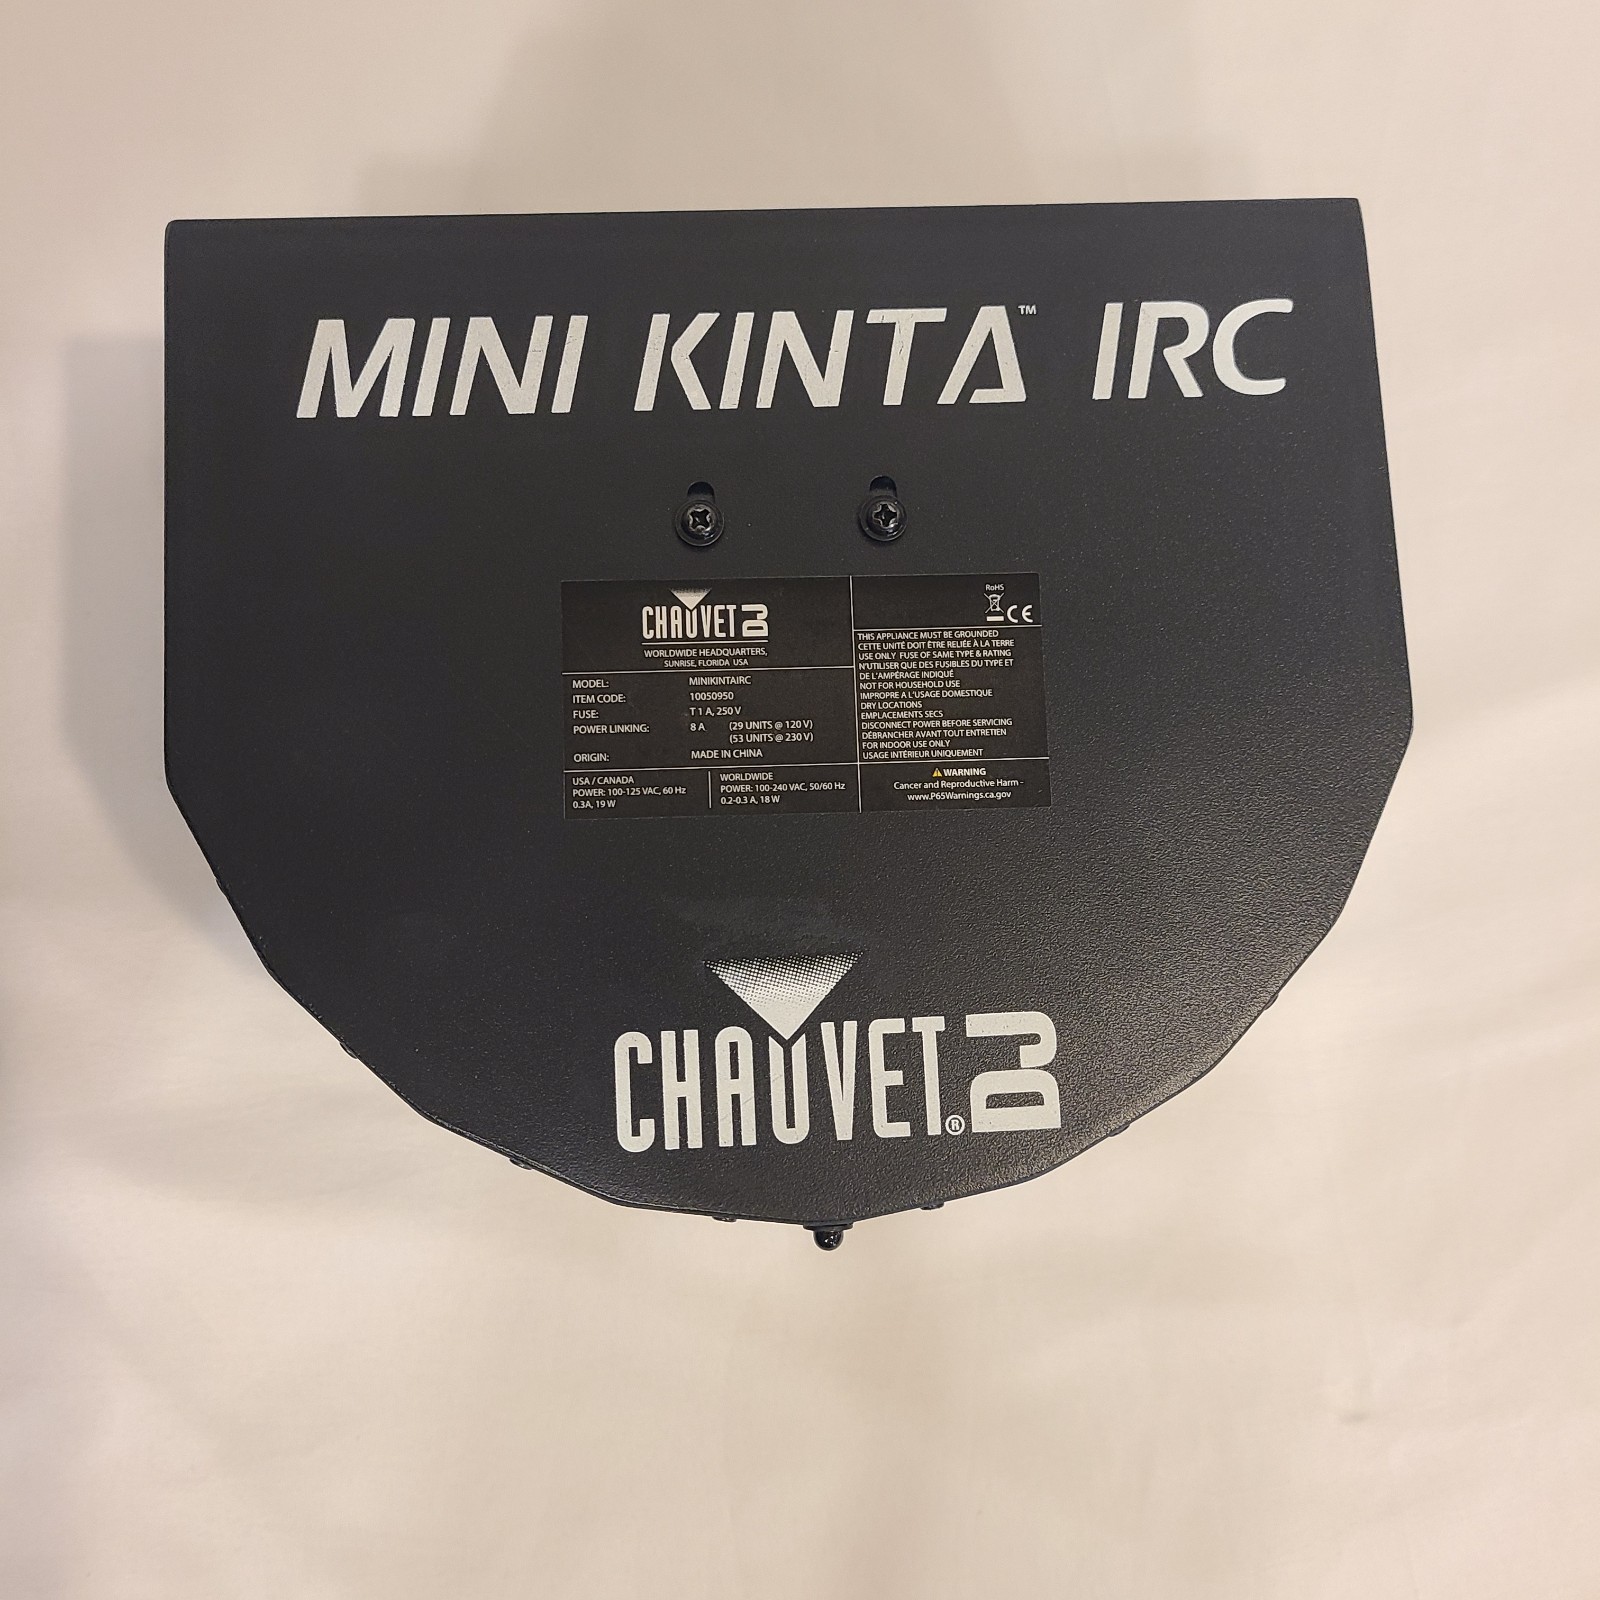 MINI KINTA™ IRC
CHAUVET DJ
WORLDWIDE HEADQUARTERS,
SUNRISE, FLORIDA USA
MODEL: MINIKINTAIRC
ITEM CODE: 10050950
FUSE: T 1 A, 250 V
POWER LINKING: 8 A (29 UNITS @ 120 V)
(53 UNITS @ 230 V)
ORIGIN: MADE IN CHINA
USA / CANADA
POWER: 100-125 VAC, 60 Hz
0.3A, 19 W
WORLDWIDE
POWER: 100-240 VAC, 50/60 Hz
0.2-0.3 A, 18 W
RoHS
CE
THIS APPLIANCE MUST BE GROUNDED
CETTE UNITÉ DOIT ÊTRE RELIÉE À LA TERRE
USE ONLY FUSE OF SAME TYPE & RATING
N'UTILISER QUE DES FUSIBLES DU TYPE ET
DE L'AMPÉRAGE INDIQUÉ
NOT FOR HOUSEHOLD USE
IMPROPRE A L'USAGE DOMESTIQUE
DRY LOCATIONS
EMPLACEMENTS SECS
DISCONNECT POWER BEFORE SERVICING
DÉBRANCHER AVANT TOUT ENTRETIEN
FOR INDOOR USE ONLY
USAGE INTÉRIEUR UNIQUEMENT
WARNING
Cancer and Reproductive Harm -
www.P65Warnings.ca.gov
CHAUVET® DJ